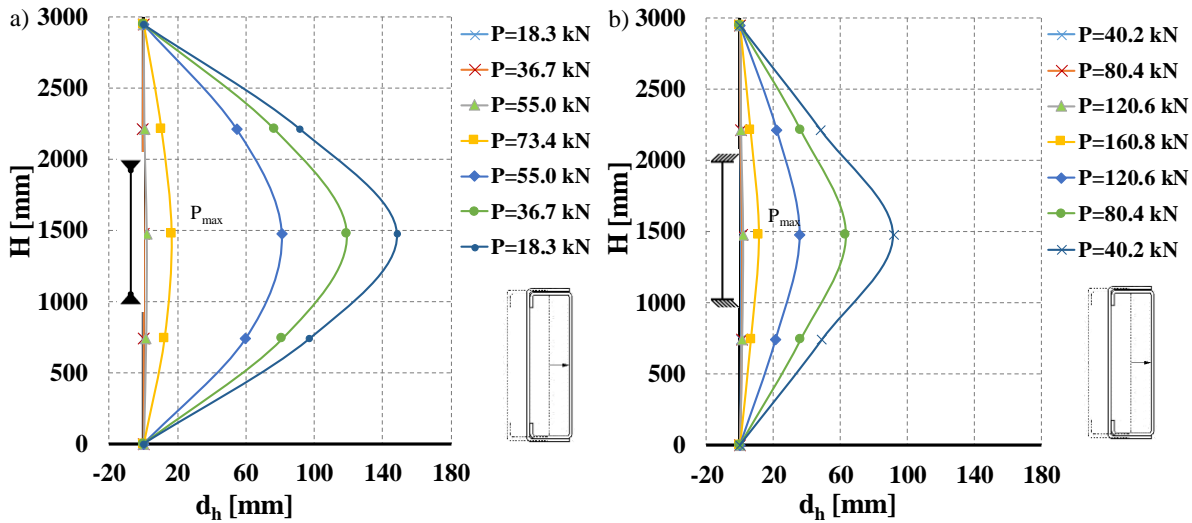 a)
3000
2500
2000
1500
1000
500
0
H [mm]
-20 20 60 100 140 180
d_h [mm]
P_max
P=18.3 kN
P=36.7 kN
P=55.0 kN
P=73.4 kN
P=55.0 kN
P=36.7 kN
P=18.3 kN
b)
3000
2500
2000
1500
1000
500
0
H [mm]
-20 20 60 100 140 180
d_h [mm]
P_max
P=40.2 kN
P=80.4 kN
P=120.6 kN
P=160.8 kN
P=120.6 kN
P=80.4 kN
P=40.2 kN